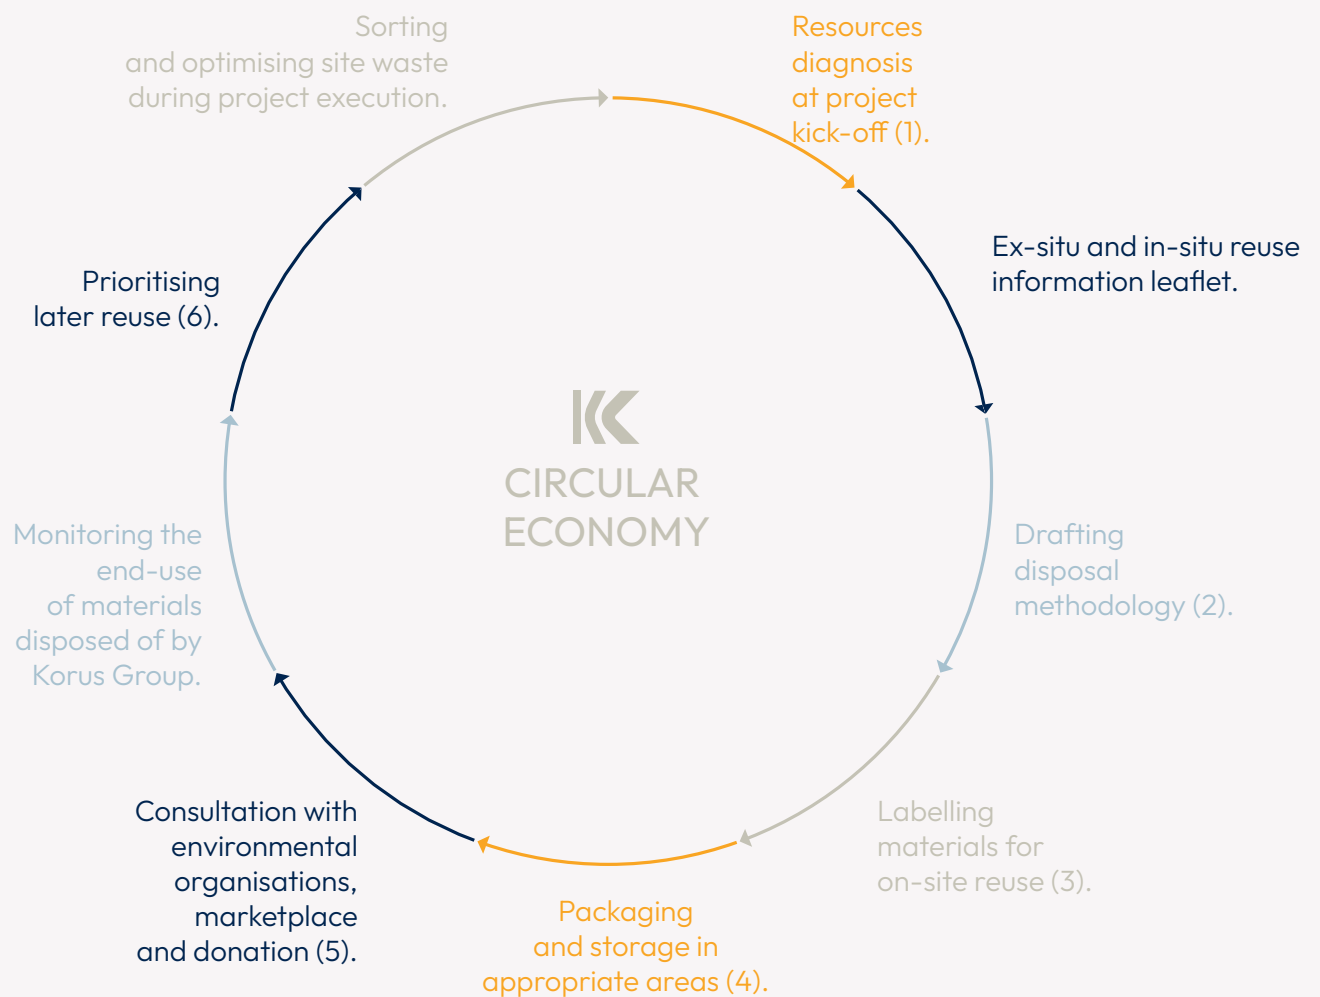 Sorting
and optimising site waste
during project execution.
Resources
diagnosis
at project
kick-off (1).
Ex-situ and in-situ reuse
information leaflet.
Drafting
disposal
methodology (2).
Labelling
materials for
on-site reuse (3).
Packaging
and storage in
appropriate areas (4).
Consultation with
environmental
organisations,
marketplace
and donation (5).
Monitoring the
end-use
of materials
disposed of by
Korus Group.
Prioritising
later reuse (6).
CIRCULAR
ECONOMY